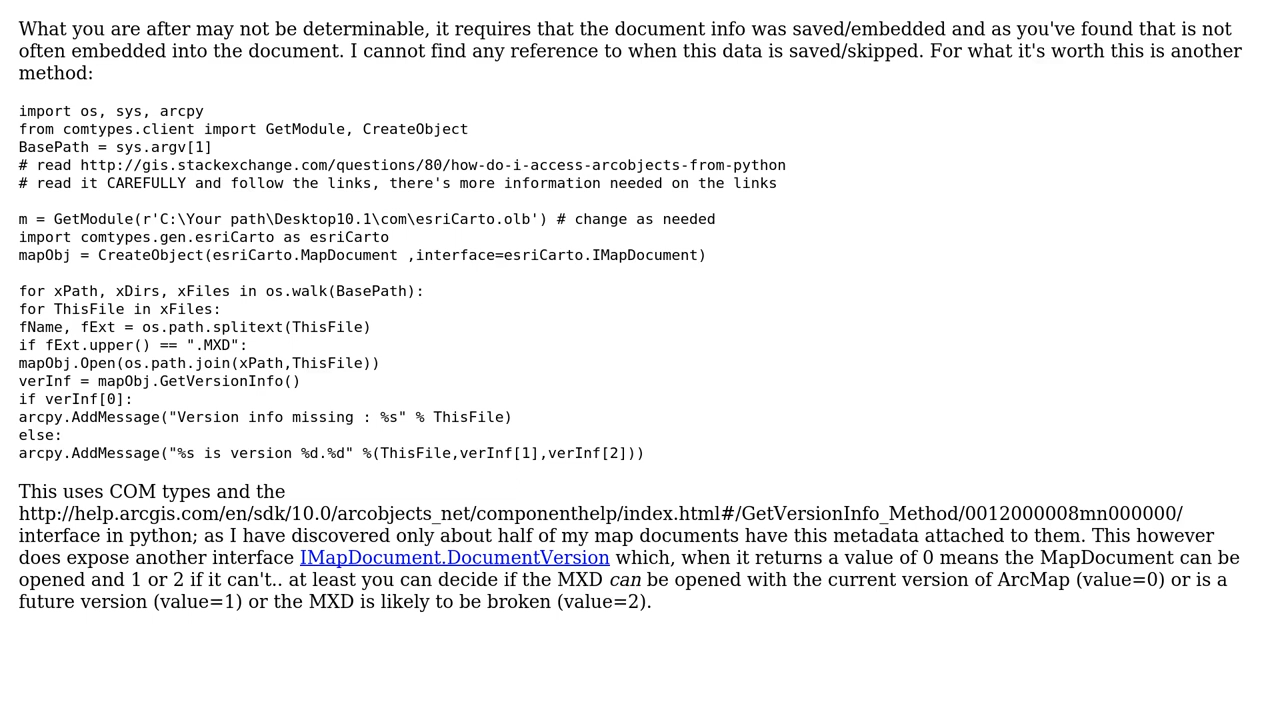 What you are after may not be determinable, it requires that the document info was saved/embedded and as you've found that is not
often embedded into the document. I cannot find any reference to when this data is saved/skipped. For what it's worth this is another
method:
import os, sys, arcpy
from comtypes.client import GetModule, CreateObject
BasePath = sys.argv[1]
# read http://gis.stackexchange.com/questions/80/how-do-i-access-arcobjects-from-python
# read it CAREFULLY and follow the links, there's more information needed on the links
m = GetModule(r'C:\Your path\Desktop10.1\com\esriCarto.olb') # change as needed
import comtypes.gen.esriCarto as esriCarto
mapObj = CreateObject(esriCarto.MapDocument ,interface=esriCarto.IMapDocument)
for xPath, xDirs, xFiles in os.walk(BasePath):
for ThisFile in xFiles:
fName, fExt = os.path.splitext(ThisFile)
if fExt.upper() == ".MXD":
mapObj.Open(os.path.join(xPath,ThisFile))
verInf = mapObj.GetVersionInfo()
if verInf[0]:
arcpy.AddMessage("Version info missing : %s" % ThisFile)
else:
arcpy.AddMessage("%s is version %d.%d" %(ThisFile,verInf[1],verInf[2]))
This uses COM types and the
http://help.arcgis.com/en/sdk/10.0/arcobjects_net/componenthelp/index.html#/GetVersionInfo_Method/0012000008mn000000/
interface in python; as I have discovered only about half of my map documents have this metadata attached to them. This however
does expose another interface IMapDocument.DocumentVersion which, when it returns a value of 0 means the MapDocument can be
opened and 1 or 2 if it can't.. at least you can decide if the MXD can be opened with the current version of ArcMap (value=0) or is a
future version (value=1) or the MXD is likely to be broken (value=2).